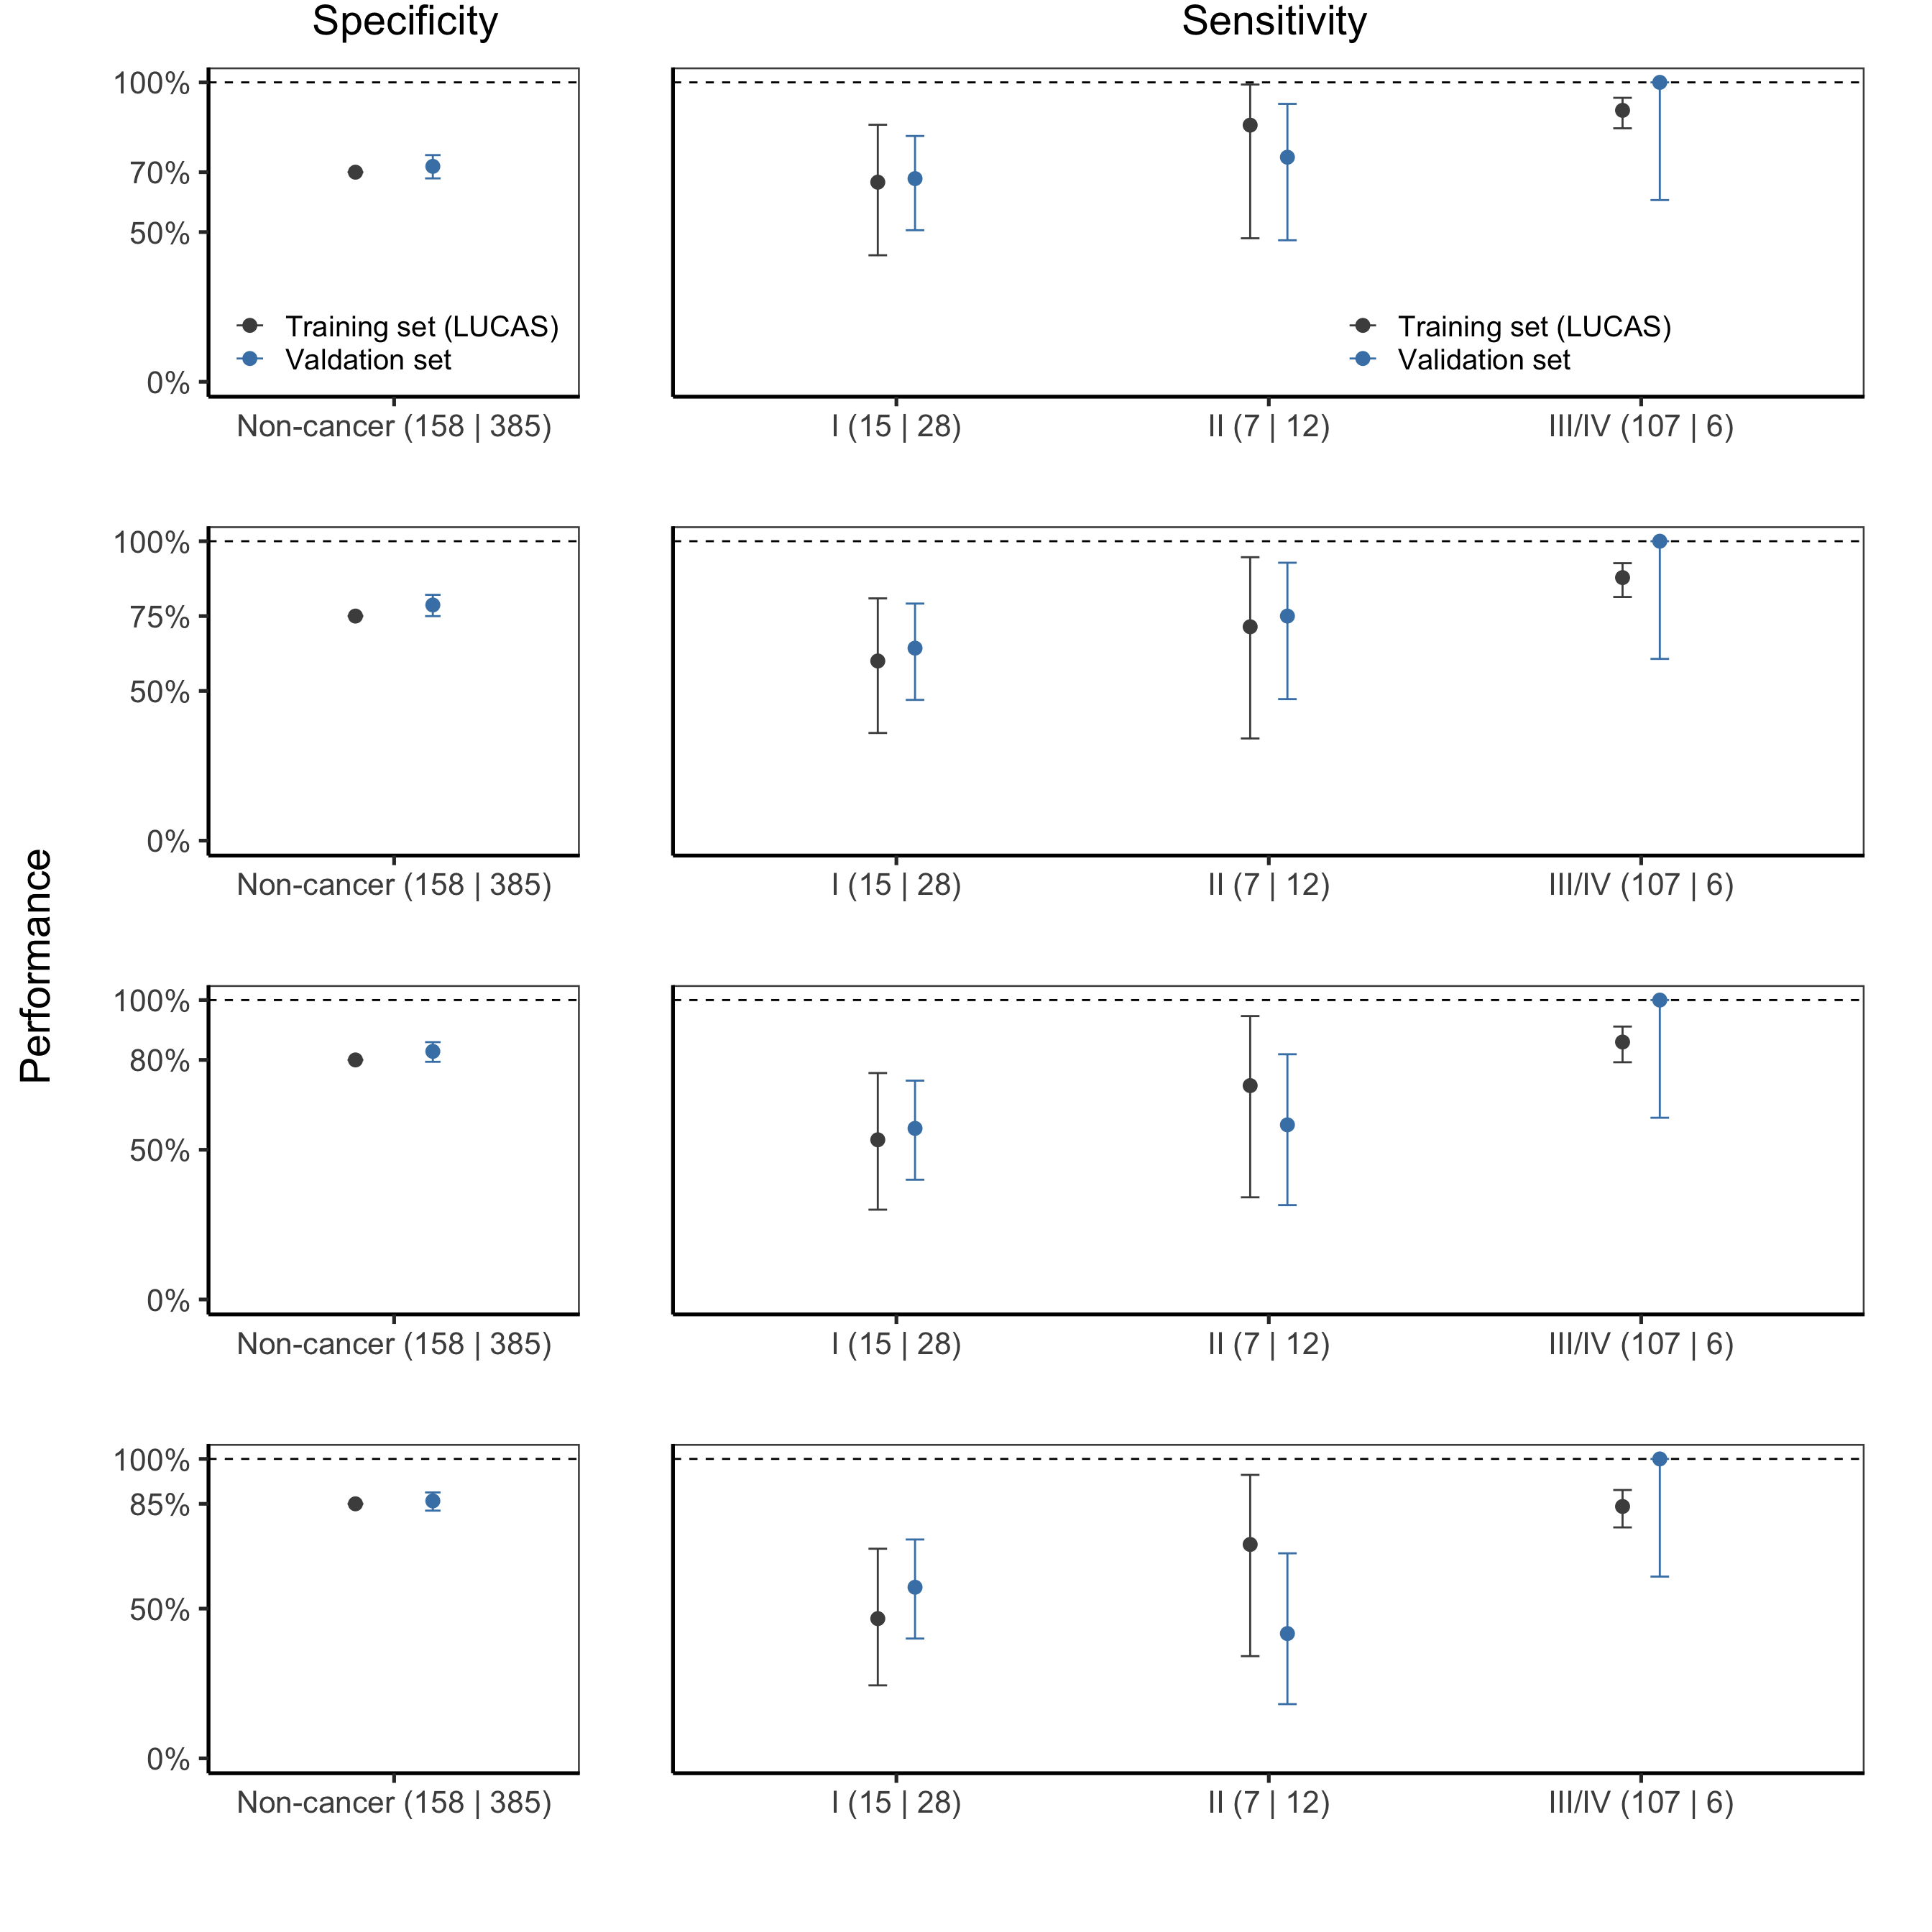 Specificity
Sensitivity
100%
70%
50%
0%
Training set (LUCAS)
Valdation set
Training set (LUCAS)
Validation set
Non-cancer (158 | 385)
I (15 | 28)
II (7 | 12)
III/IV (107 | 6)
100%
75%
50%
0%
Non-cancer (158 | 385)
I (15 | 28)
II (7 | 12)
III/IV (107 | 6)
Performance
100%
80%
50%
0%
Non-cancer (158 | 385)
I (15 | 28)
II (7 | 12)
III/IV (107 | 6)
100%
85%
50%
0%
Non-cancer (158 | 385)
I (15 | 28)
II (7 | 12)
III/IV (107 | 6)